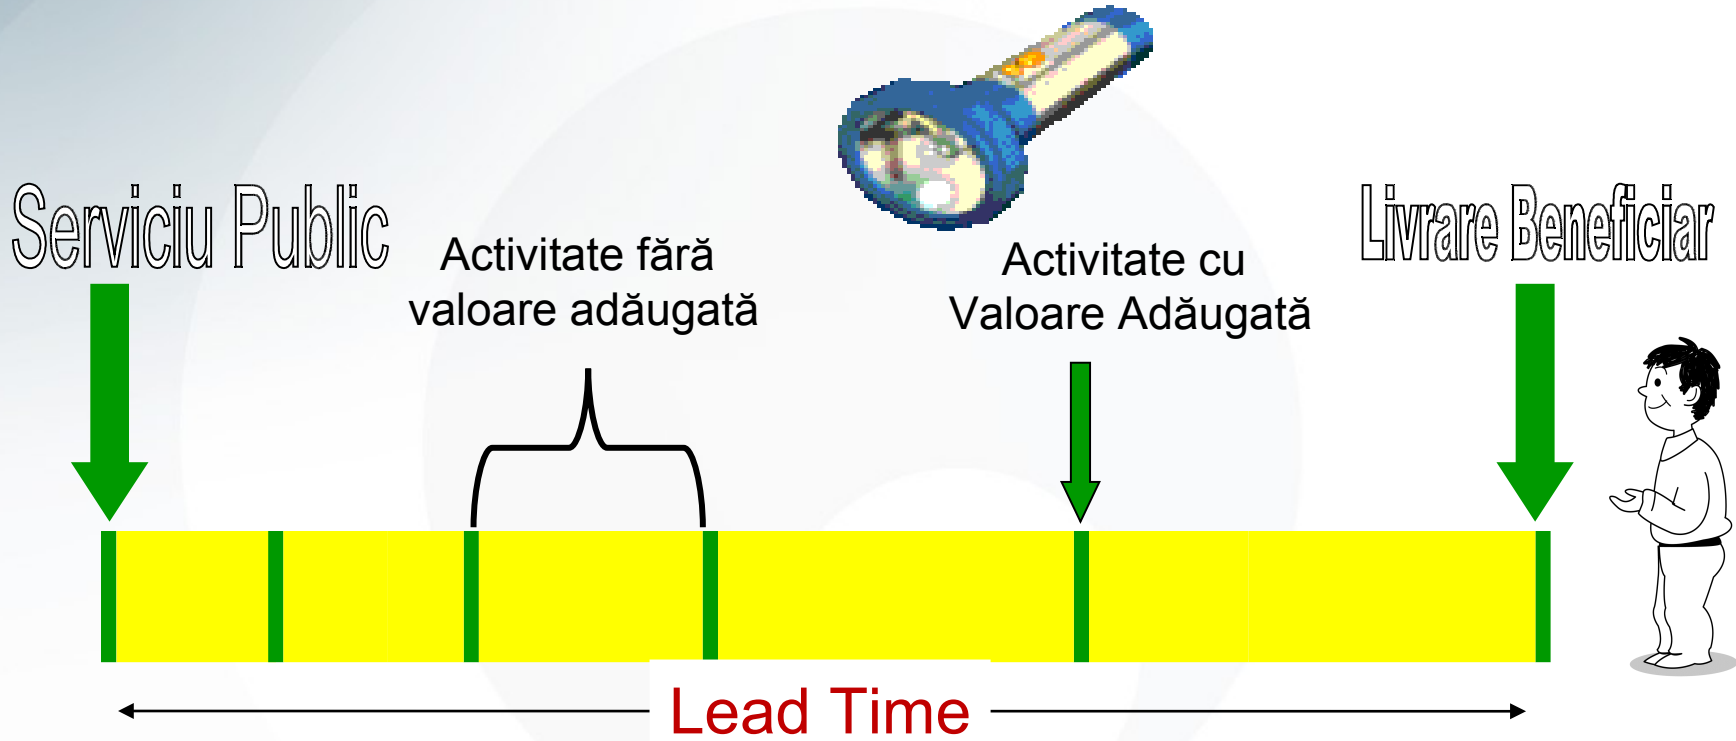 Serviciu Public
Activitate fără
valoare adăugată
Activitate cu
Valoare Adăugată
Livrare Beneficiar
Lead Time